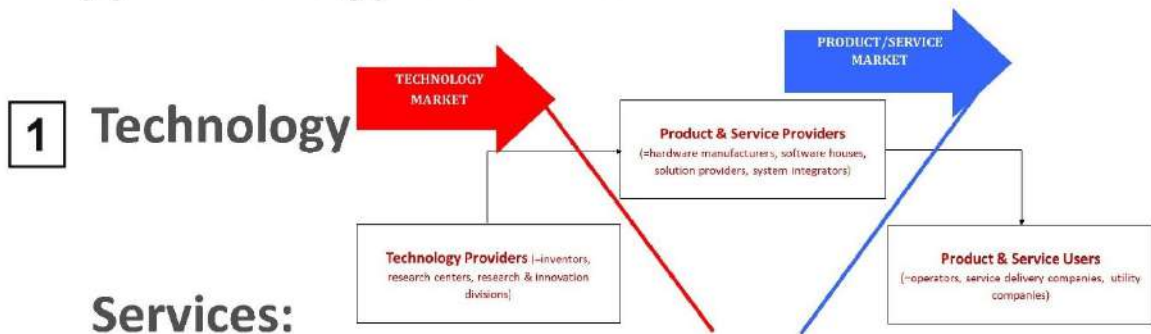 TECHNOLOGY
MARKET
PRODUCT/SERVICE
MARKET
1 Technology
Product & Service Providers
(=hardware manufacturers, software houses,
solution providers, system integrators)
Technology Providers (=inventors,
research centers, research & innovation
divisions)
Product & Service Users
(=operators, service delivery companies, utility
companies)
Services: